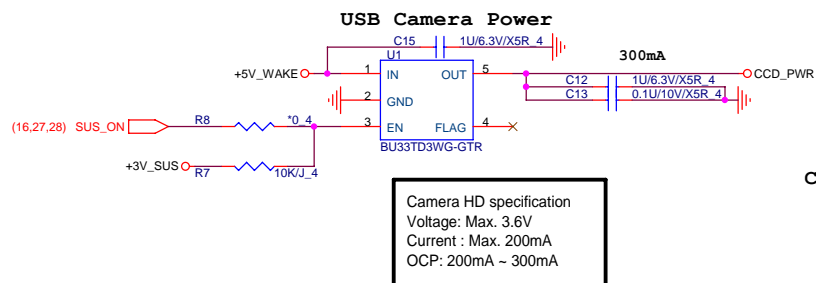 USB Camera Power
C15 1U/6.3V/X5R_4
U1
300mA
+5V_WAKE 1 IN OUT 5 CCD_PWR
C12 1U/6.3V/X5R_4
2 GND
C13 0.1U/10V/X5R_4
(16,27,28) SUS_ON R8 *0_4 3 EN FLAG 4
BU33TD3WG-GTR
+3V_SUS R7 10K/J_4
C
Camera HD specification
Voltage: Max. 3.6V
Current : Max. 200mA
OCP: 200mA ~ 300mA